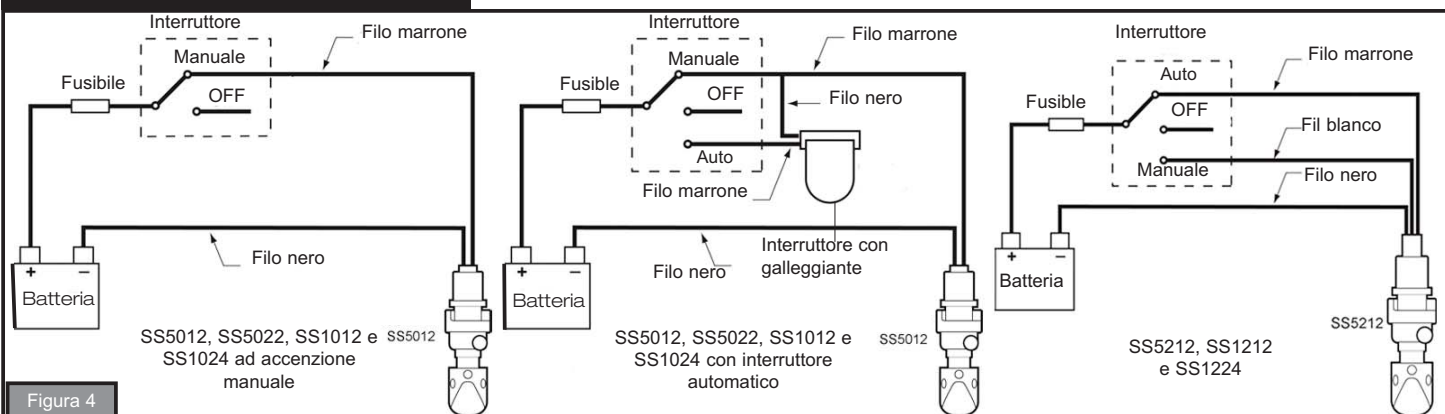 Interruttore
Filo marrone
Manuale
Fusibile
OFF
Filo nero
+ −
Batteria
SS5012
SS5012, SS5022, SS1012 e
SS1024 ad accenzione
manuale
Interruttore
Filo marrone
Manuale
Fusibile
OFF
Filo nero
Auto
Filo marrone
Interruttore con
galleggiante
Filo nero
+ −
Batteria
SS5012
SS5012, SS5022, SS1012 e
SS1024 con interruttore
automatico
Interruttore
Filo marrone
Auto
Fusible
OFF
Fil blanco
Manuale
Filo nero
+ −
Batteria
SS5212
SS5212, SS1212
e SS1224
Figura 4